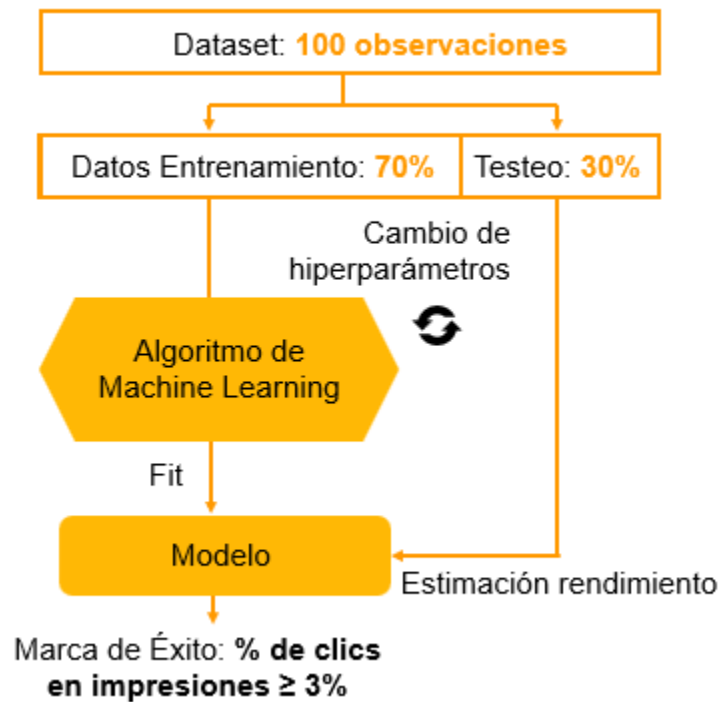 Dataset: 100 observaciones
Datos Entrenamiento: 70%
Testeo: 30%
Cambio de
hiperparámetros
Algoritmo de
Machine Learning
Fit
Modelo
Estimación rendimiento
Marca de Éxito: % de clics
en impresiones ≥ 3%